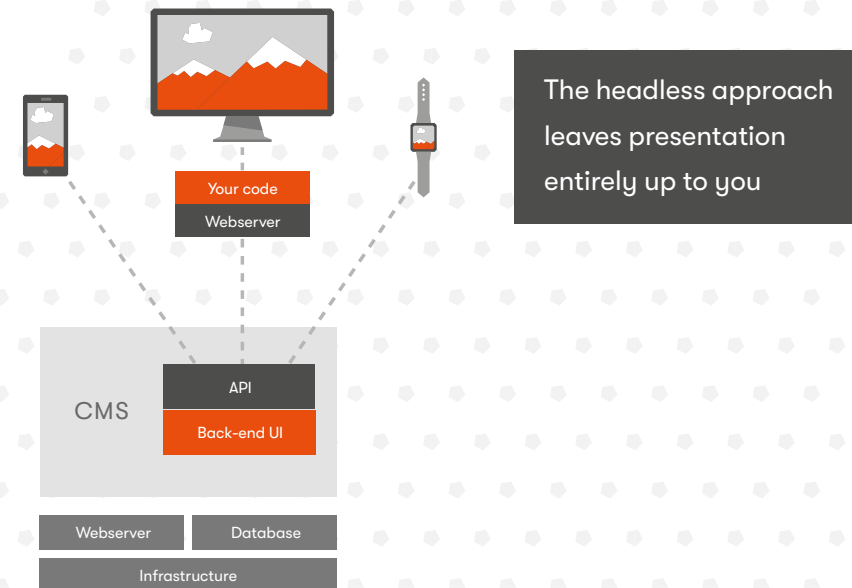 The headless approach
leaves presentation
entirely up to you
Your code
Webserver
API
CMS
Back-end UI
Webserver
Database
Infrastructure